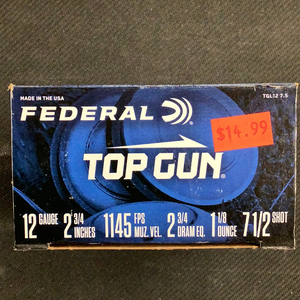 MADE IN THE USA
TGL12 7.5
FEDERAL
$14.99
TOP GUN
12 GAUGE 2 3/4 INCHES 1145 FPS MUZ. VEL. 2 3/4 DRAM EQ. 1 1/8 OUNCE 7 1/2 SHOT